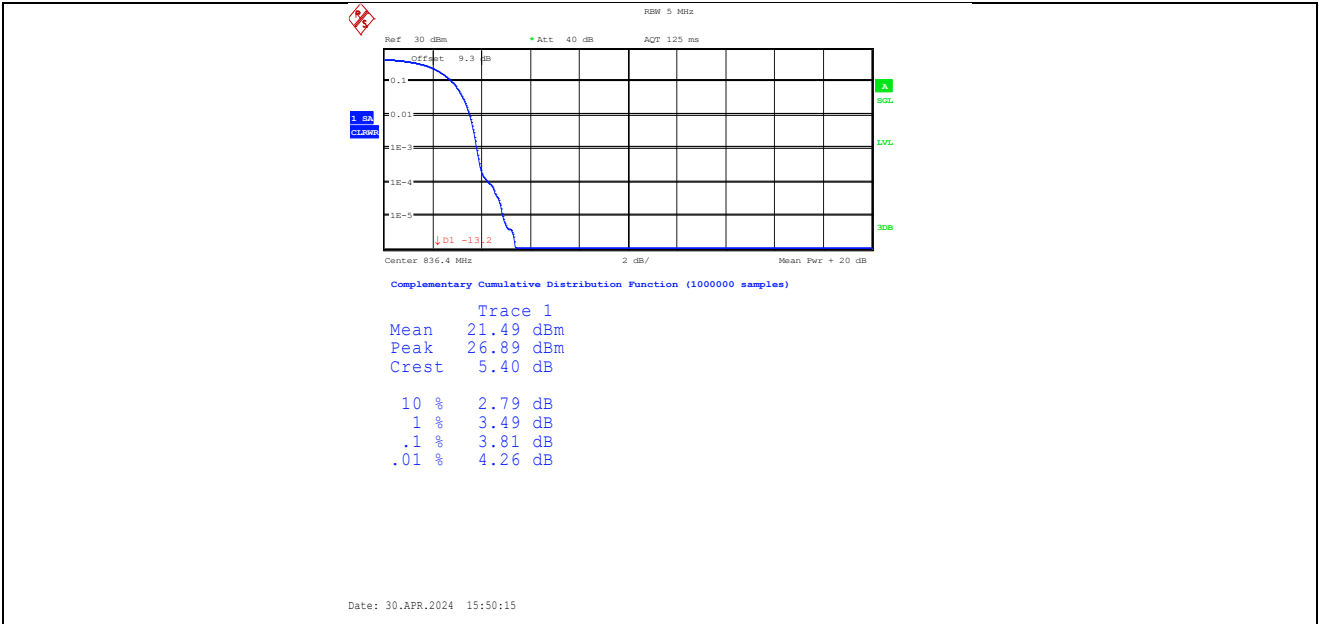 R S
RBW 5 MHz
Ref 30 dBm * Att 40 dB AQT 125 ms
Offset 9.3 dB
0.1
A
SGL
0.01
1 SA
CLRWR
1E-3
LVL
1E-4
1E-5
3DB
↓D1 -13.2
Center 836.4 MHz 2 dB/ Mean Pwr + 20 dB
Complementary Cumulative Distribution Function (1000000 samples)
Trace 1
Mean 21.49 dBm
Peak 26.89 dBm
Crest 5.40 dB
10 % 2.79 dB
1 % 3.49 dB
.1 % 3.81 dB
.01 % 4.26 dB
Date: 30.APR.2024 15:50:15